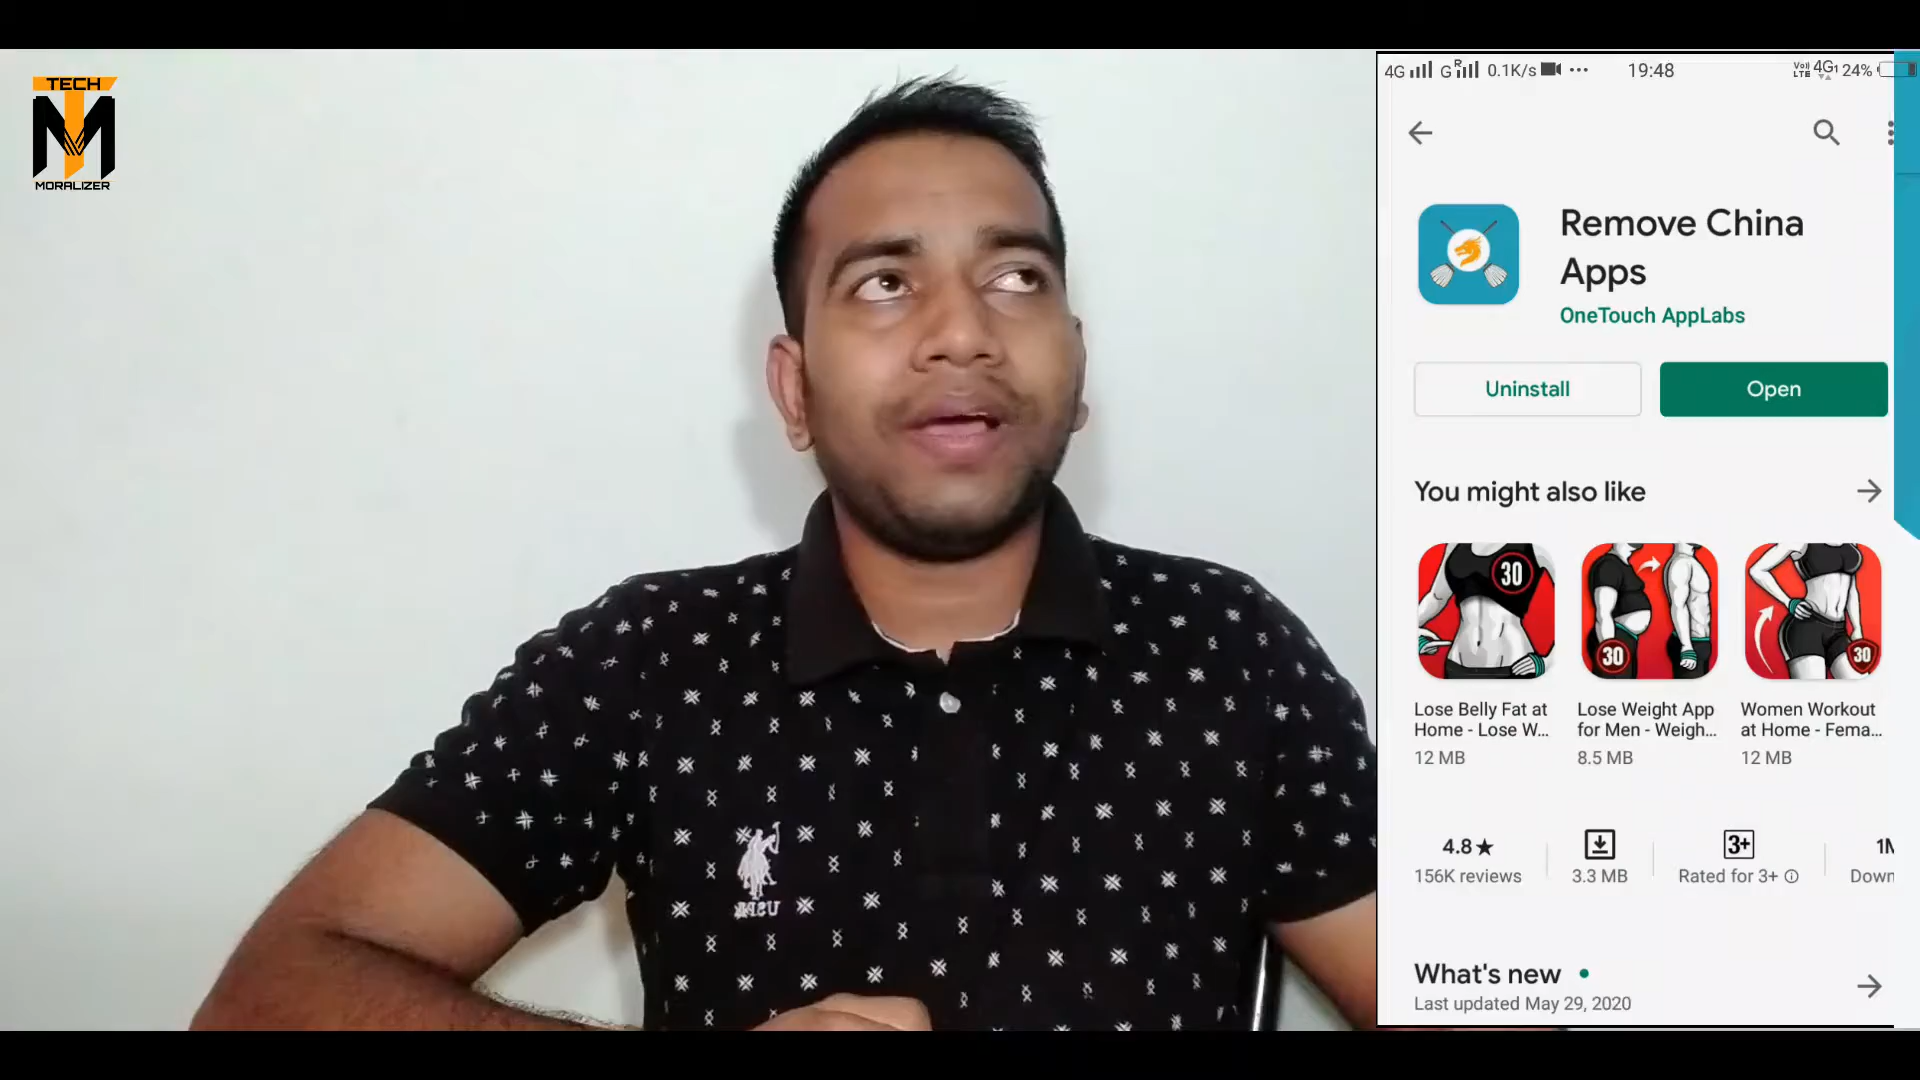 TECH
MORALIZER
4G G R 0.1K/s ... 19:48 VoLTE 4G 24%
Remove China
Apps
OneTouch AppLabs
Uninstall
Open
You might also like
30
30
30
Lose Belly Fat at
Home - Lose W...
12 MB
Lose Weight App
for Men - Weigh...
8.5 MB
Women Workout
at Home - Fema...
12 MB
4.8★
156K reviews
3.3 MB
3+
Rated for 3+
Down
What's new
Last updated May 29, 2020